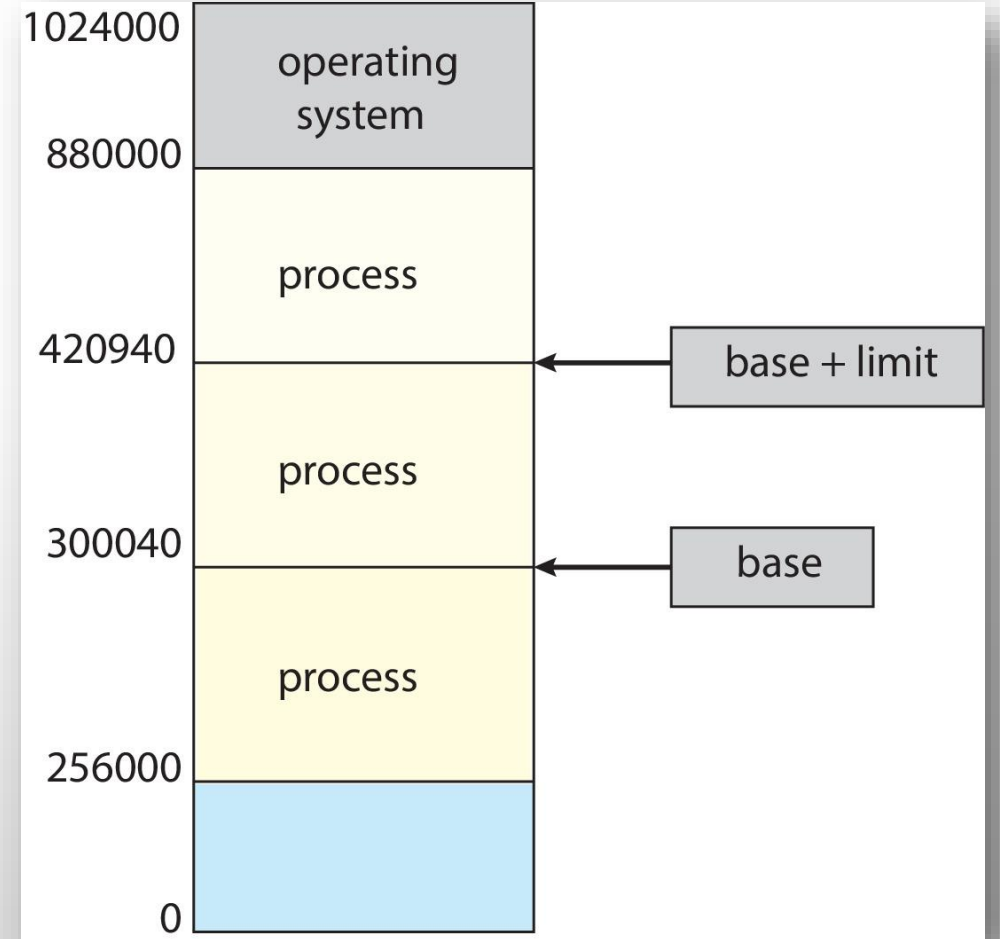 1024000
operating
system
880000
process
420940
base + limit
process
300040
base
process
256000
0